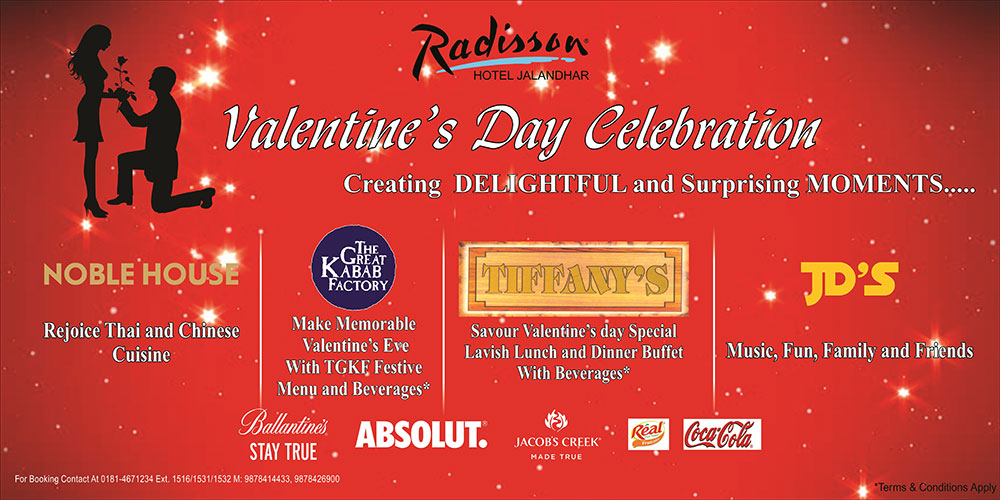 Radisson
HOTEL JALANDHAR
Valentine's Day Celebration
Creating DELIGHTFUL and Surprising MOMENTS.....
NOBLE HOUSE
Rejoice Thai and Chinese
Cuisine
THE
GREAT
KABAB
FACTORY
Make Memorable
Valentine's Eve
With TGKF Festive
Menu and Beverages*
TIFFANY'S
Savour Valentine's day Special
Lavish Lunch and Dinner Buffet
With Beverages*
JD'S
Music, Fun, Family and Friends
Ballantine's
STAY TRUE
ABSOLUT.
JACOB'S CREEK
MADE TRUE
Real
Coca-Cola
For Booking Contact At 0181-4671234 Ext. 1516/1531/1532 M: 9878414433, 9878426900
*Terms & Conditions Apply